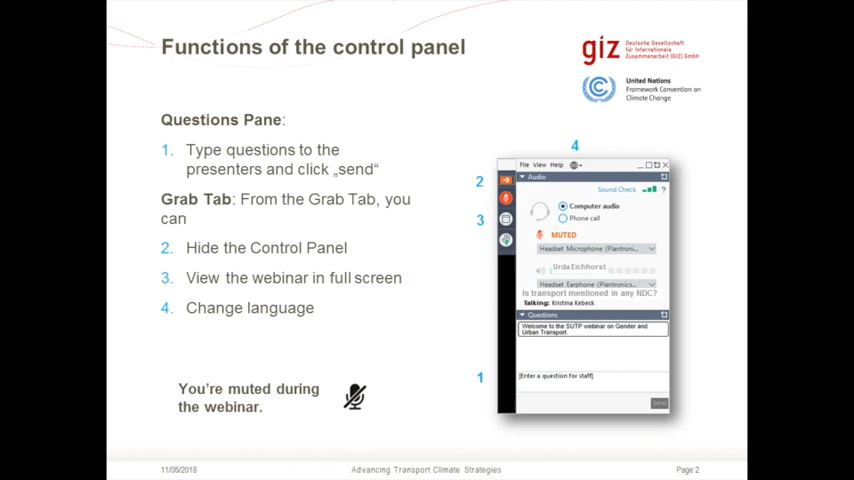 Functions of the control panel
giz Deutsche Gesellschaft
für Internationale
Zusammenarbeit (GIZ) GmbH
United Nations
Framework Convention on
Climate Change
Questions Pane:
1. Type questions to the
presenters and click „send“
Grab Tab: From the Grab Tab, you
can
2. Hide the Control Panel
3. View the webinar in full screen
4. Change language
You’re muted during
the webinar.
4
2
3
1
File View Help
Audio
Sound Check ?
Computer audio
Phone call
MUTED
Headset Microphone (Plantroni...
Urda Eichhorst
Headset Earphone (Plantronics...
Is transport mentioned in any NDC?
Talking: Kristina Kebeck
Questions
Welcome to the SUTP webinar on Gender and
Urban Transport.
[Enter a question for staff]
Send
11/05/2018
Advancing Transport Climate Strategies
Page 2